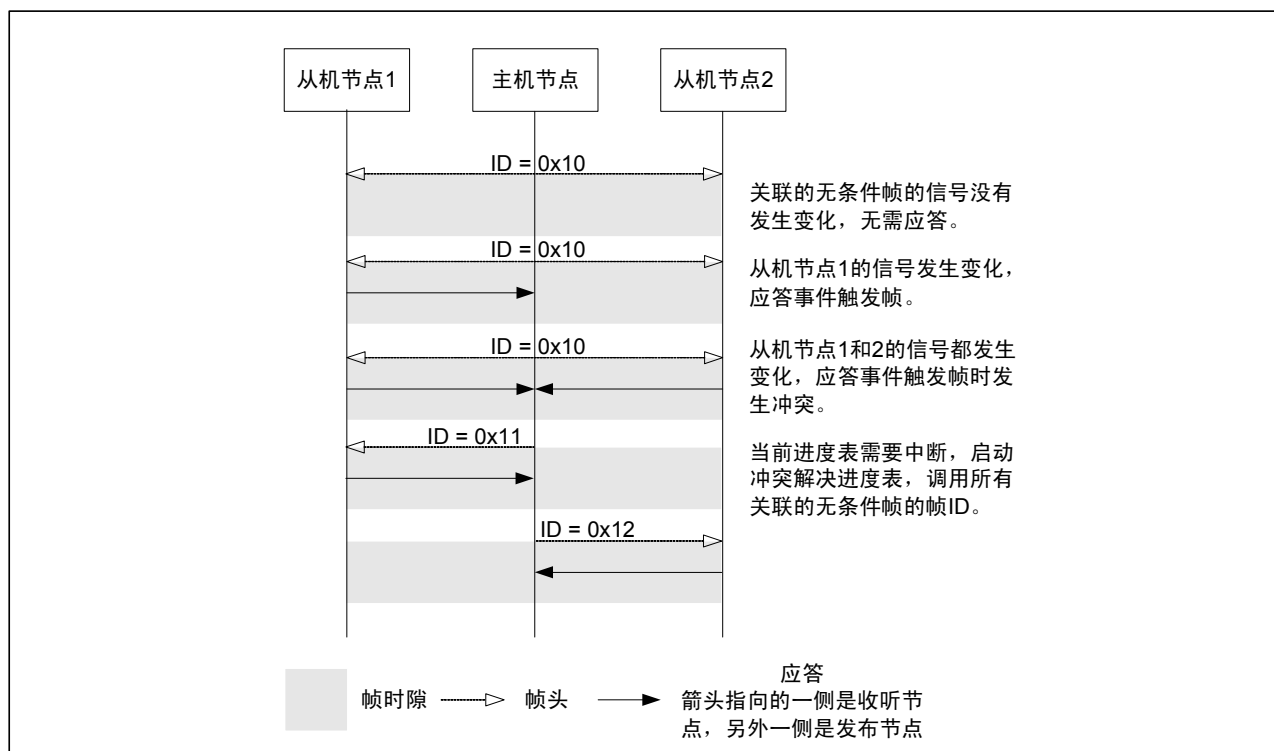 从机节点1
主机节点
从机节点2
ID = 0x10
关联的无条件帧的信号没有
发生变化，无需应答。
ID = 0x10
从机节点1的信号发生变化，
应答事件触发帧。
ID = 0x10
从机节点1和2的信号都发生
变化，应答事件触发帧时发
生冲突。
ID = 0x11
当前进度表需要中断，启动
冲突解决进度表，调用所有
关联的无条件帧的帧ID。
ID = 0x12
帧时隙
帧头
应答
箭头指向的一侧是收听节
点，另外一侧是发布节点